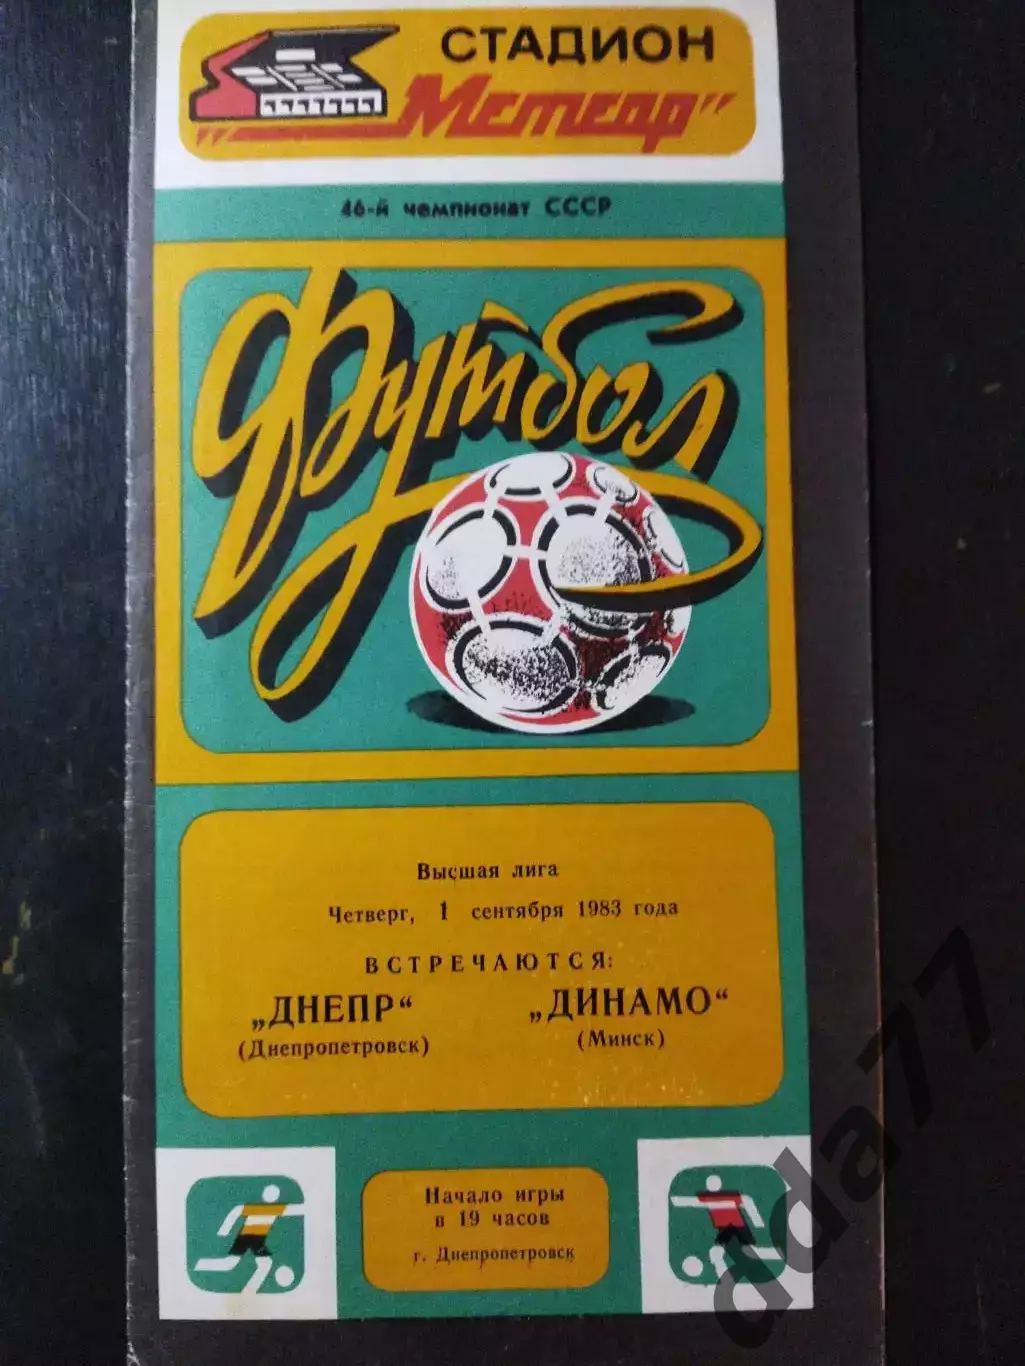 СТАДИОН
„Метеор"
46-й чемпионат СССР
Футбол
Высшая лига
Четверг, 1 сентября 1983 года
ВСТРЕЧАЮТСЯ:
„ДНЕПР“ „ДИНАМО“
(Днепропетровск) (Минск)
Начало игры
в 19 часов
г. Днепропетровск
dda77